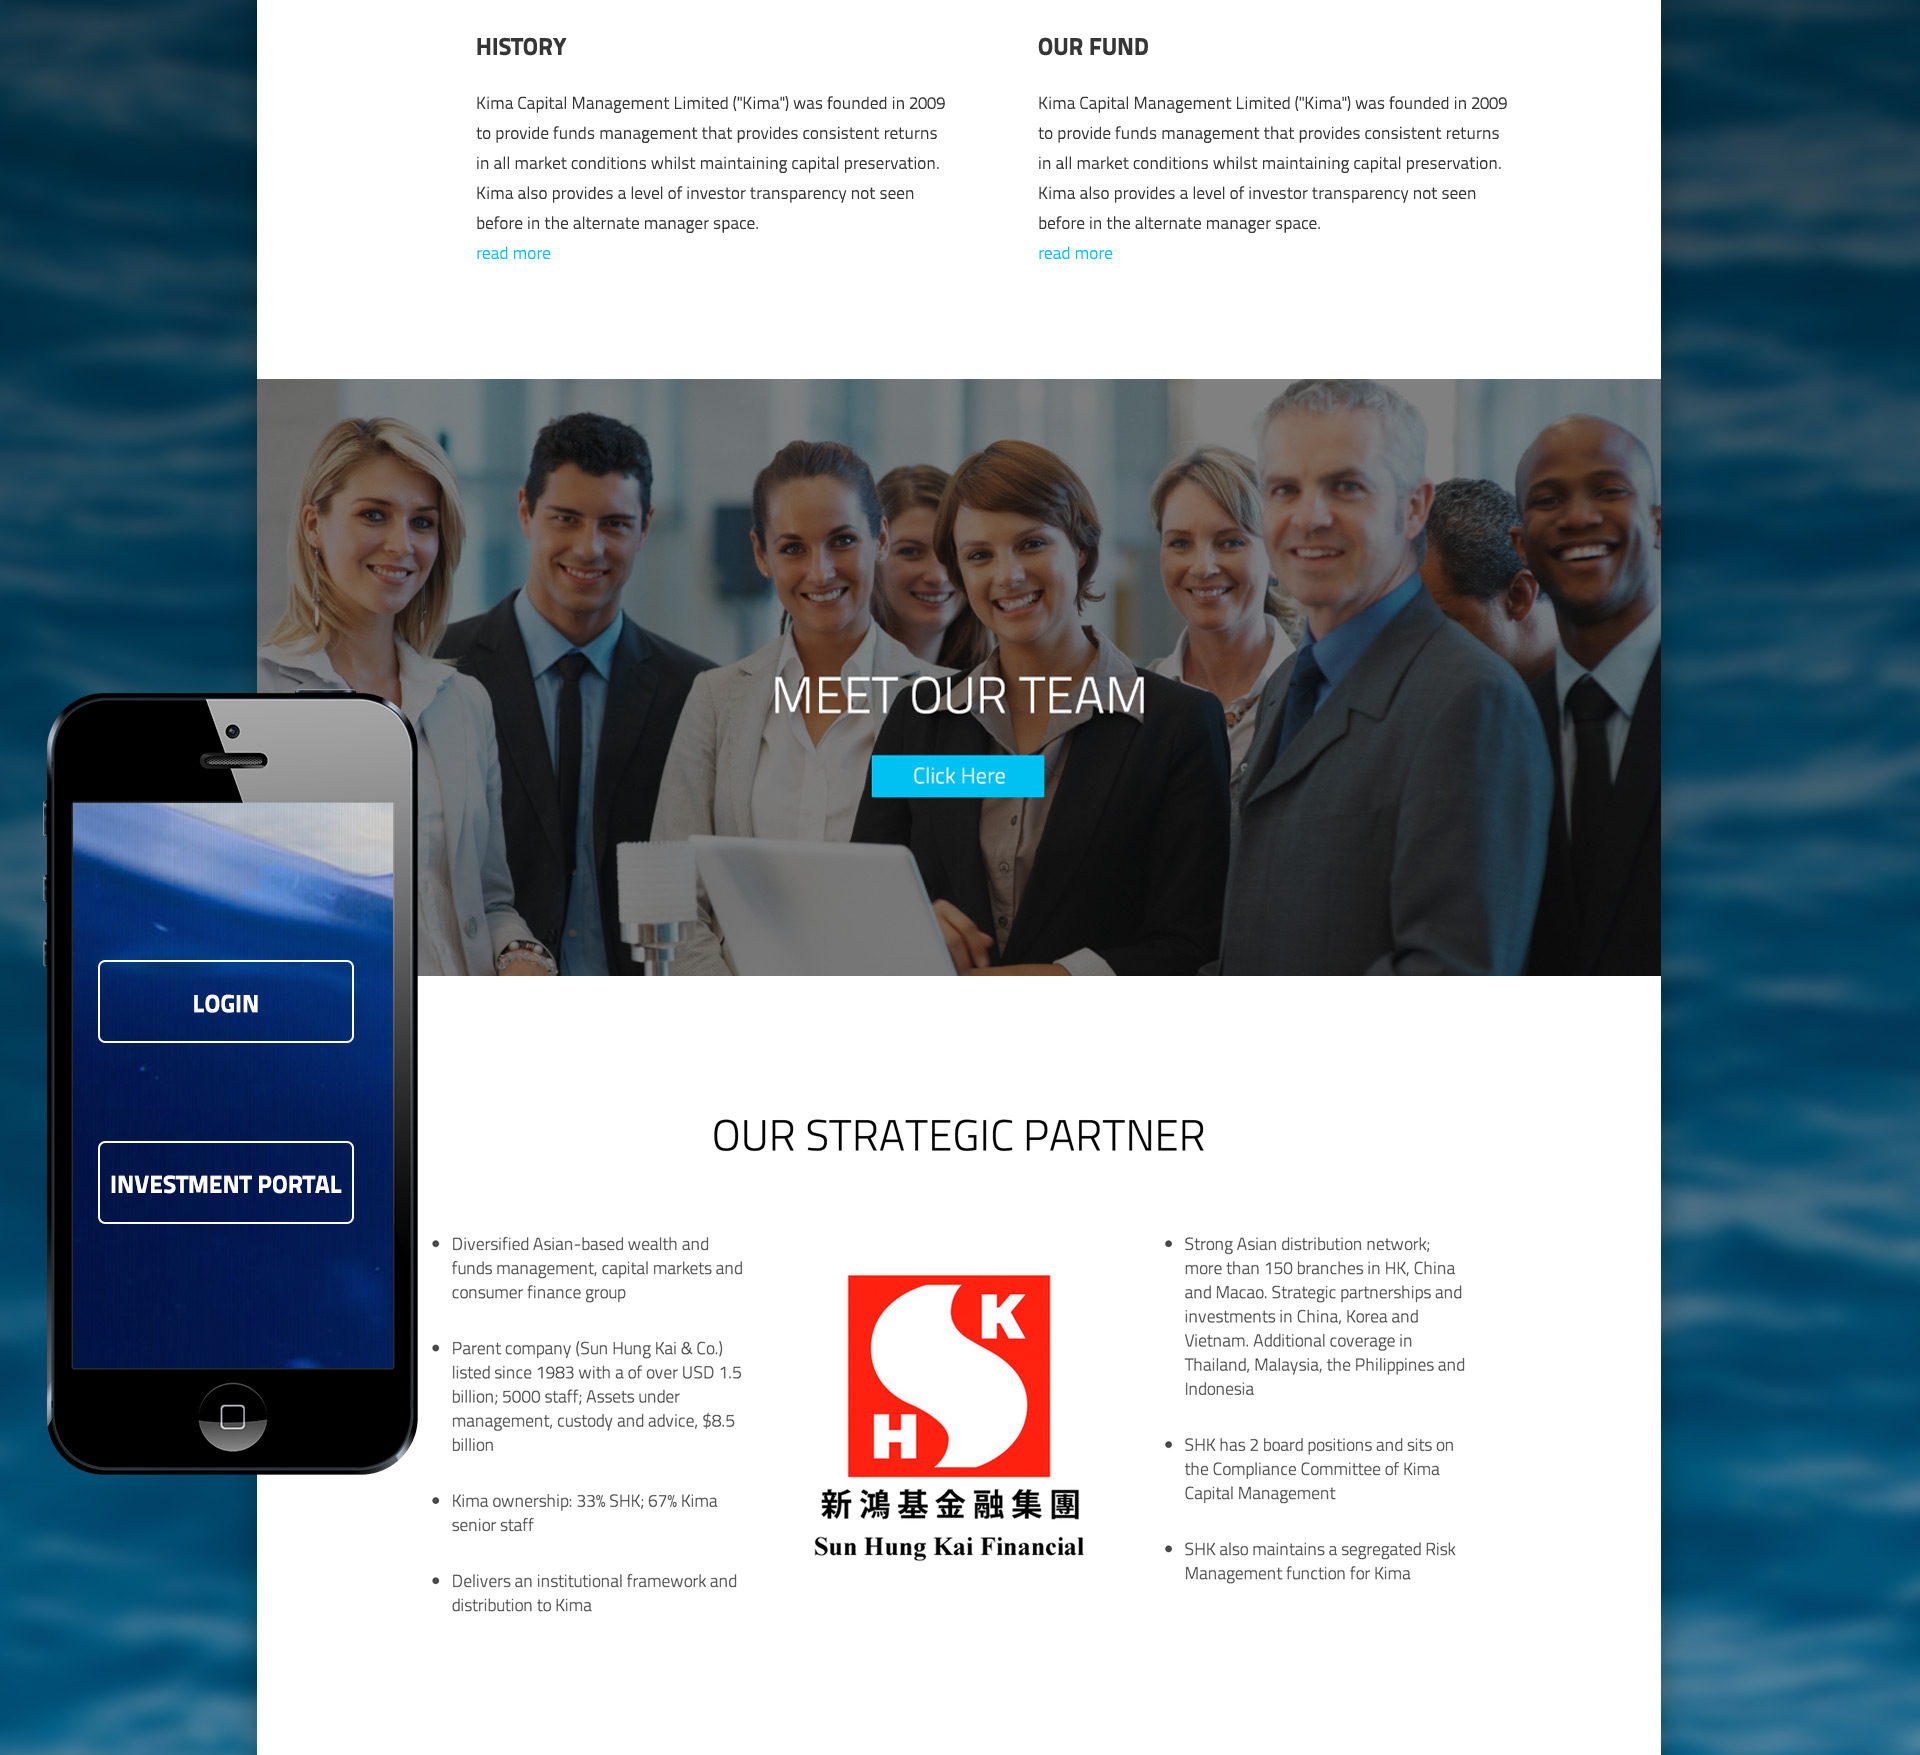 HISTORY
Kima Capital Management Limited ("Kima") was founded in 2009
to provide funds management that provides consistent returns
in all market conditions whilst maintaining capital preservation.
Kima also provides a level of investor transparency not seen
before in the alternate manager space.
read more
OUR FUND
Kima Capital Management Limited ("Kima") was founded in 2009
to provide funds management that provides consistent returns
in all market conditions whilst maintaining capital preservation.
Kima also provides a level of investor transparency not seen
before in the alternate manager space.
read more
MEET OUR TEAM
Click Here
LOGIN
INVESTMENT PORTAL
OUR STRATEGIC PARTNER
Diversified Asian-based wealth and
funds management, capital markets and
consumer finance group
Parent company (Sun Hung Kai & Co.)
listed since 1983 with a of over USD 1.5
billion; 5000 staff; Assets under
management, custody and advice, $8.5
billion
Kima ownership: 33% SHK; 67% Kima
senior staff
Delivers an institutional framework and
distribution to Kima
S K
H
新鴻基金融集團
Sun Hung Kai Financial
Strong Asian distribution network;
more than 150 branches in HK, China
and Macao. Strategic partnerships and
investments in China, Korea and
Vietnam. Additional coverage in
Thailand, Malaysia, the Philippines and
Indonesia
SHK has 2 board positions and sits on
the Compliance Committee of Kima
Capital Management
SHK also maintains a segregated Risk
Management function for Kima